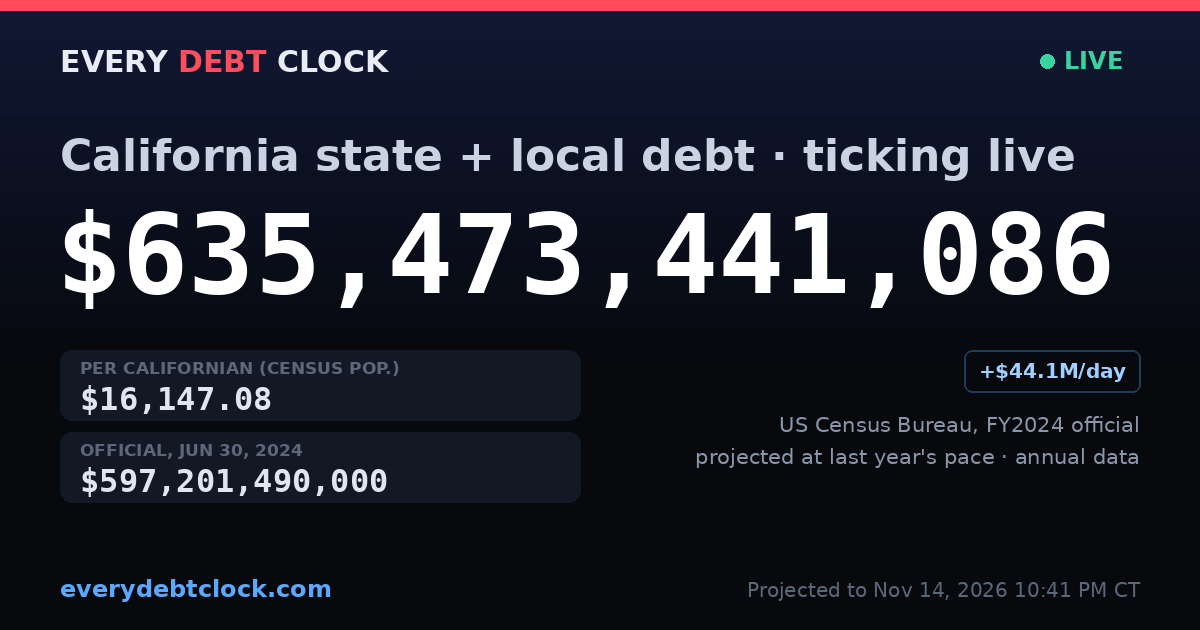 EVERY DEBT CLOCK
LIVE
California state + local debt · ticking live
$635,473,441,086
PER CALIFORNIAN (CENSUS POP.)
$16,147.08
OFFICIAL, JUN 30, 2024
$597,201,490,000
+$44.1M/day
US Census Bureau, FY2024 official
projected at last year's pace · annual data
everydebtclock.com
Projected to Nov 14, 2026 10:41 PM CT